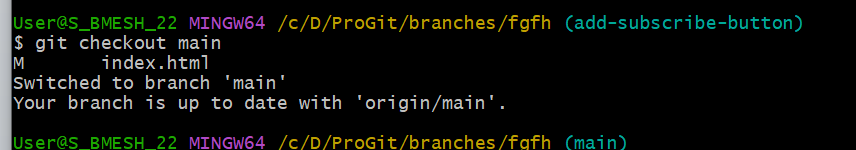 User@S_BMESH_22 MINGW64 /c/D/ProGit/branches/fgfh (add-subscribe-button)
$ git checkout main
M       index.html
Switched to branch 'main'
Your branch is up to date with 'origin/main'.
User@S_BMESH_22 MINGW64 /c/D/ProGit/branches/fgfh (main)